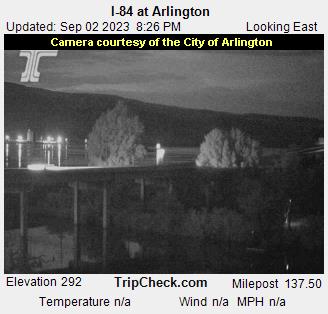 I-84 at Arlington
Updated: Sep 02 2023 8:26 PM Looking East
Camera courtesy of the City of Arlington
Elevation 292 TripCheck.com Milepost 137.50
Temperature n/a Wind n/a MPH n/a